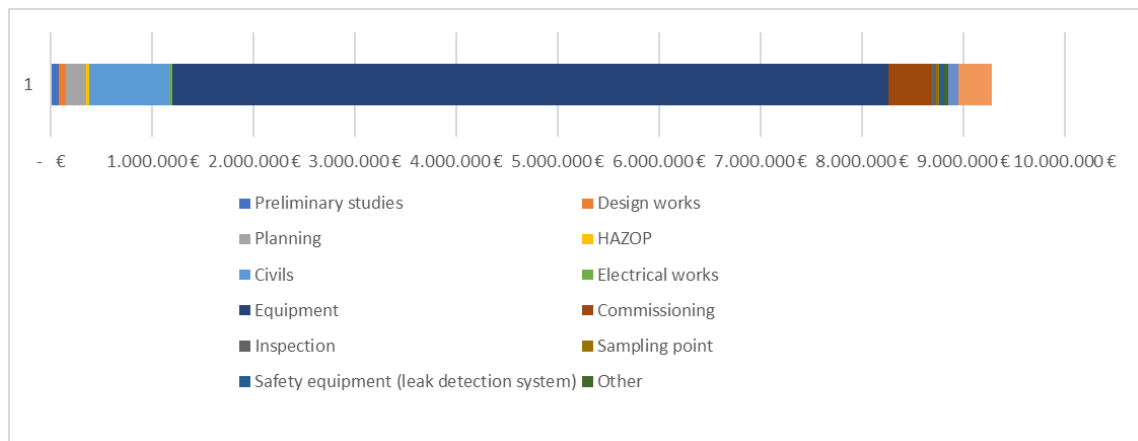 1
- € 1.000.000 € 2.000.000 € 3.000.000 € 4.000.000 € 5.000.000 € 6.000.000 € 7.000.000 € 8.000.000 € 9.000.000 € 10.000.000 €
Preliminary studies Design works
Planning HAZOP
Civils Electrical works
Equipment Commissioning
Inspection Sampling point
Safety equipment (leak detection system) Other